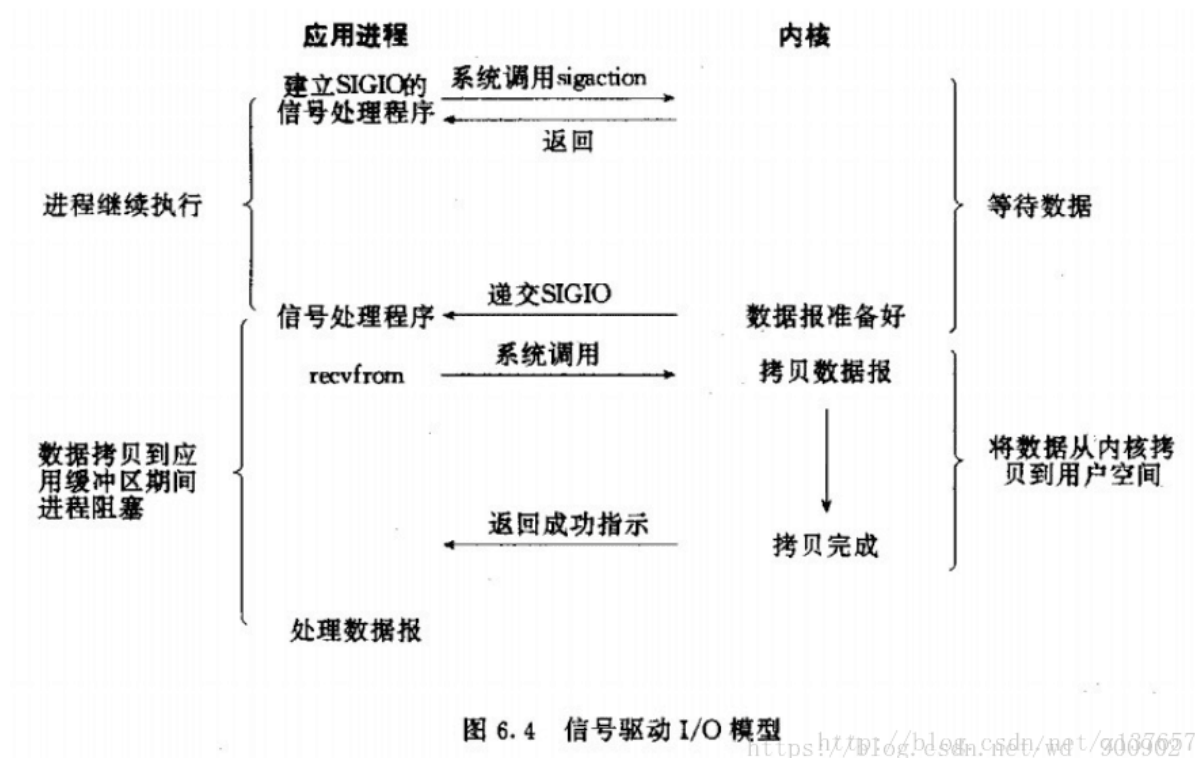 应用进程
内核
建立SIGIO的
信号处理程序
系统调用sigaction
返回
进程继续执行
等待数据
递交SIGIO
信号处理程序
数据报准备好
系统调用
recvfrom
拷贝数据报
数据拷贝到应
用缓冲区期间
进程阻塞
将数据从内核拷
贝到用户空间
返回成功指示
拷贝完成
处理数据报
图 6.4 信号驱动 I/O 模型